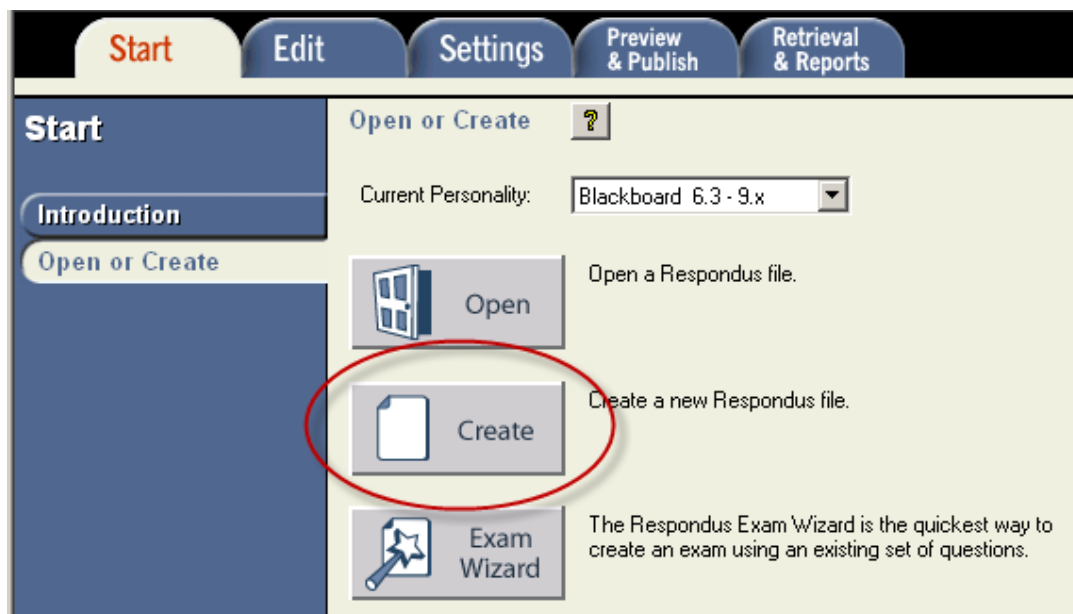 Start
Edit
Settings
Preview
& Publish
Retrieval
& Reports
Start
Introduction
Open or Create
Open or Create
?
Current Personality:
Blackboard 6.3 - 9.x
Open
Open a Respondus file.
Create
Create a new Respondus file.
Exam
Wizard
The Respondus Exam Wizard is the quickest way to
create an exam using an existing set of questions.